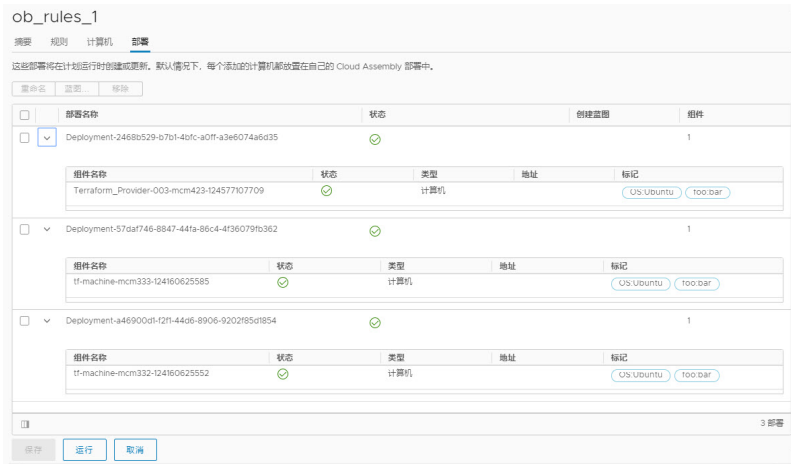 ob_rules_1
摘要 规则 计算机 部署
这些部署将在计划运行时创建或更新。默认情况下，每个添加的计算机都放置在自己的 Cloud Assembly 部署中。
重命名 蓝图... 移除
部署名称 状态 创建蓝图 组件
Deployment-2468b529-b7b1-4bfc-a0ff-a3e6074a6d35 1
组件名称 状态 类型 地址 标记
Terraform_Provider-003-mcm423-124577107709 计算机 OS:Ubuntu foo:bar
Deployment-57daf746-8847-44fa-86c4-4f36079fb362 1
组件名称 状态 类型 地址 标记
tf-machine-mcm333-124160625585 计算机 OS:Ubuntu foo:bar
Deployment-a46900d1-f2f1-44d6-8906-9202f85d1854 1
组件名称 状态 类型 地址 标记
tf-machine-mcm332-124160625552 计算机 OS:Ubuntu foo:bar
3 部署
保存 运行 取消